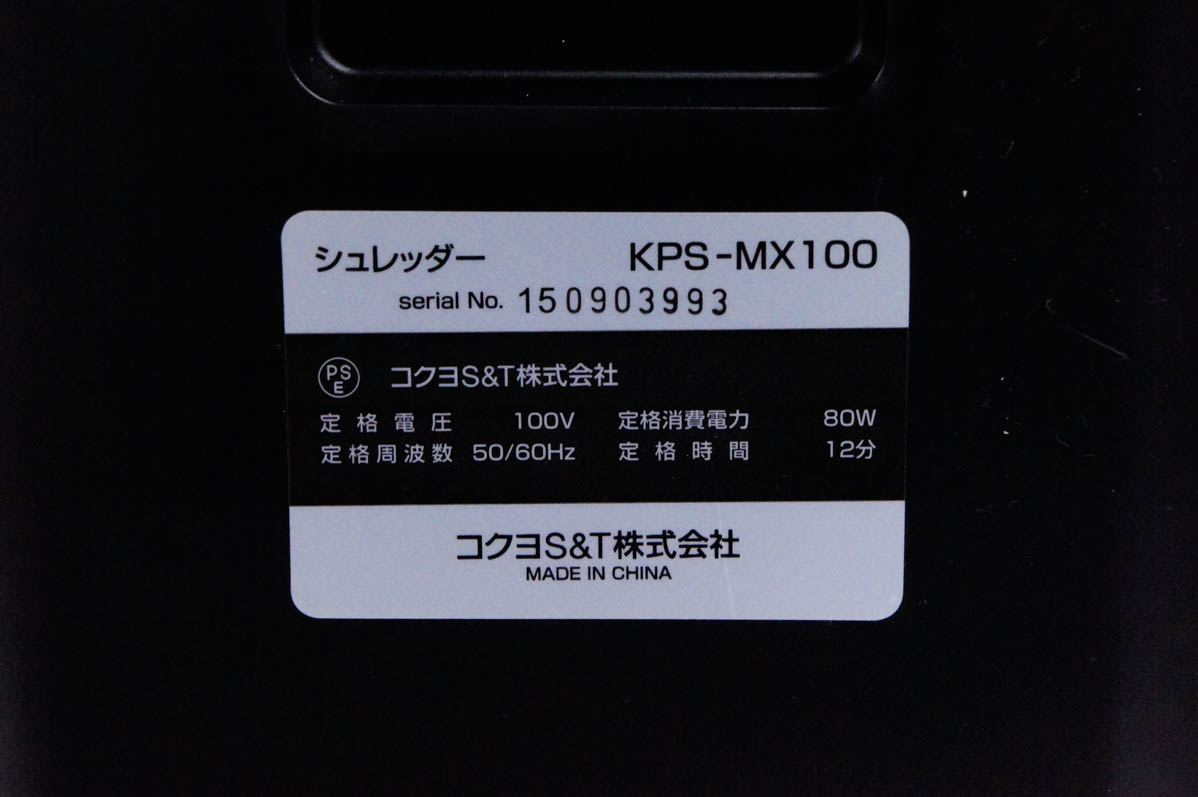 シュレッダー KPS-MX100
serial No. 150903993
PS E コクヨS&T株式会社
定格電圧 100V 定格消費電力 80W
定格周波数 50/60Hz 定格時間 12分
コクヨS&T株式会社
MADE IN CHINA